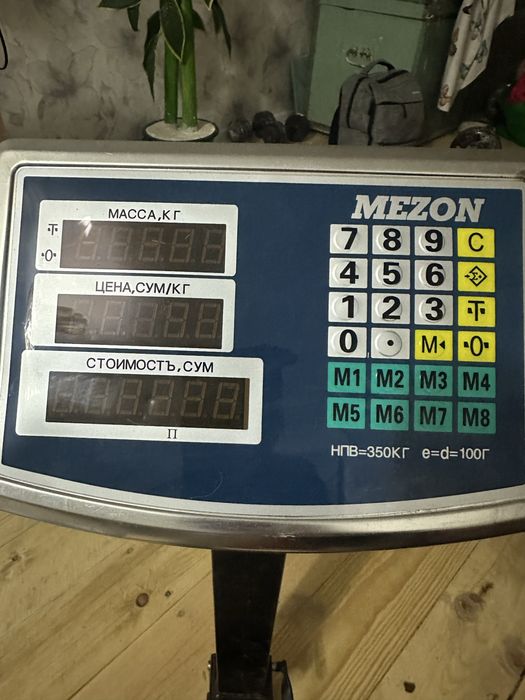 МАССА,КГ
Т
0
ЦЕНА,СУМ/КГ
СТОИМОСТЬ,СУМ
П
MEZON
7 8 9 C
4 5 6 Σ
1 2 3 Т
0 • M 0
M1 M2 M3 M4
M5 M6 M7 M8
НПВ=350КГ e=d=100Г